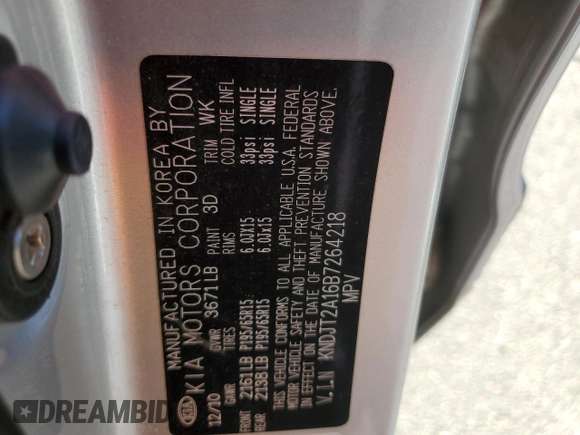 MANUFACTURED IN KOREA BY
KIA KIA MOTORS CORPORATION
12/10 GVWR 3671LB PAINT 3D TRIM WK
GAWR TIRES RIMS COLD TIRE INFL
FRONT 2161LB P195/65R15 6.0JX15 33psi SINGLE
REAR 2138LB P195/65R15 6.0JX15 33psi SINGLE
THIS VEHICLE CONFORMS TO ALL APPLICABLE U.S.A. FEDERAL
MOTOR VEHICLE SAFETY AND THEFT PREVENTION STANDARDS
IN EFFECT ON THE DATE OF MANUFACTURE SHOWN ABOVE.
V.I.N KNDJT2A16B7264218
MPV
DREAMBID